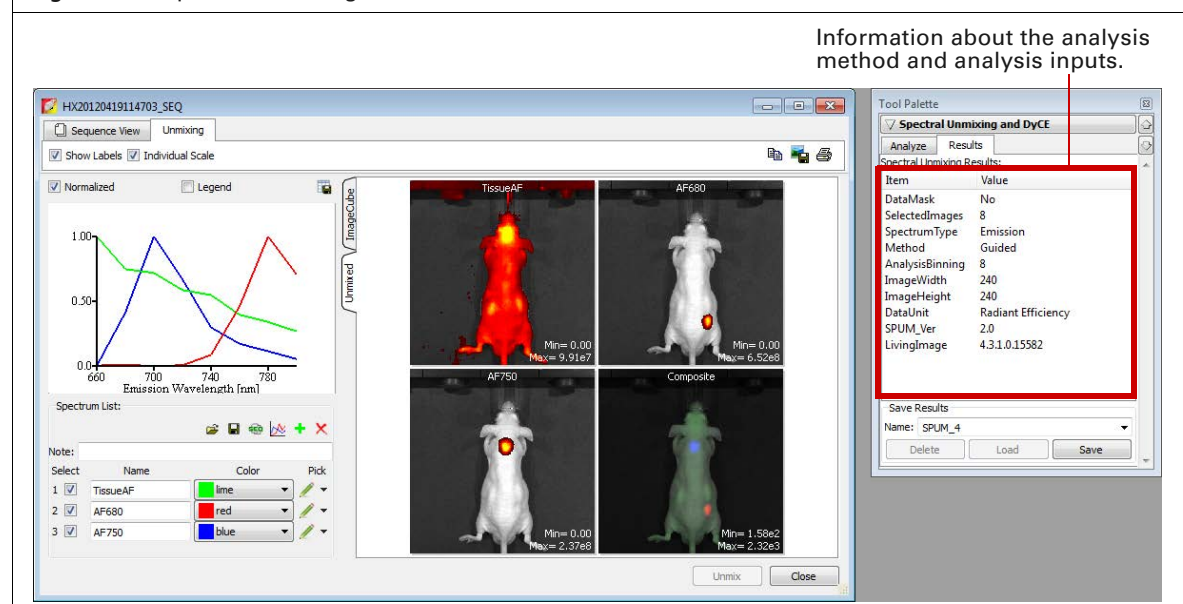 Information about the analysis
method and analysis inputs.
HX20120419114703_SEQ
Sequence View Unmixing
Show Labels Individual Scale
Normalized Legend
1.00
0.50
0.0
660 700 740 780
Emission Wavelength [nm]
Spectrum List:
Note:
Select Name Color Pick
1 TissueAF lime
2 AF680 red
3 AF750 blue
ImageCube
Unmixed
TissueAF
Min= 0.00
Max= 9.91e7
AF680
Min= 0.00
Max= 6.52e8
AF750
Min= 0.00
Max= 2.37e8
Composite
Min= 1.58e2
Max= 2.32e3
Unmix Close
Tool Palette
Spectral Unmixing and DyCE
Analyze Results
Spectral Unmixing Results:
Item Value
DataMask No
SelectedImages 8
SpectrumType Emission
Method Guided
AnalysisBinning 8
ImageWidth 240
ImageHeight 240
DataUnit Radiant Efficiency
SPUM_Ver 2.0
LivingImage 4.3.1.0.15582
Save Results
Name: SPUM_4
Delete Load Save